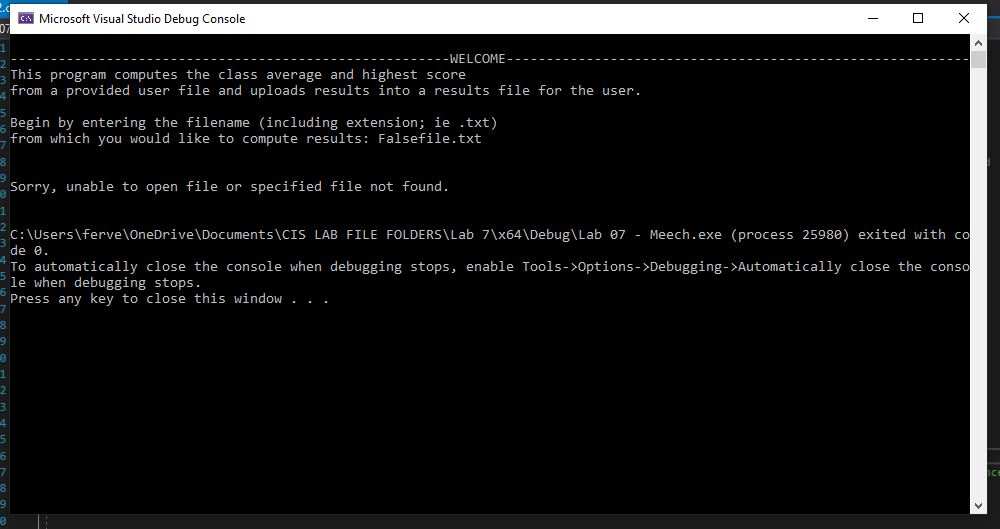 Microsoft Visual Studio Debug Console
-------------------------------------------------------WELCOME----------------------------------------------------------
This program computes the class average and highest score
from a provided user file and uploads results into a results file for the user.
Begin by entering the filename (including extension; ie .txt)
from which you would like to compute results: Falsefile.txt
Sorry, unable to open file or specified file not found.
C:\Users\ferve\OneDrive\Documents\CIS LAB FILE FOLDERS\Lab 7\x64\Debug\Lab 07 - Meech.exe (process 25980) exited with co
de 0.
To automatically close the console when debugging stops, enable Tools->Options->Debugging->Automatically close the conso
le when debugging stops.
Press any key to close this window . . .